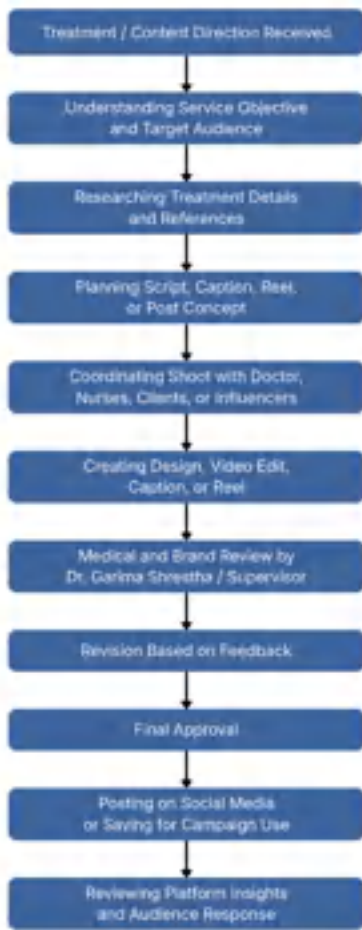 Treatment / Content Direction Received
Understanding Service Objective
and Target Audience
Researching Treatment Details
and References
Planning Script, Caption, Reel,
or Post Concept
Coordinating Shoot with Doctor,
Nurses, Clients, or Influencers
Creating Design, Video Edit,
Caption, or Reel
Medical and Brand Review by
Dr. Garima Shrestha / Supervisor
Revision Based on Feedback
Final Approval
Posting on Social Media
or Saving for Campaign Use
Reviewing Platform Insights
and Audience Response